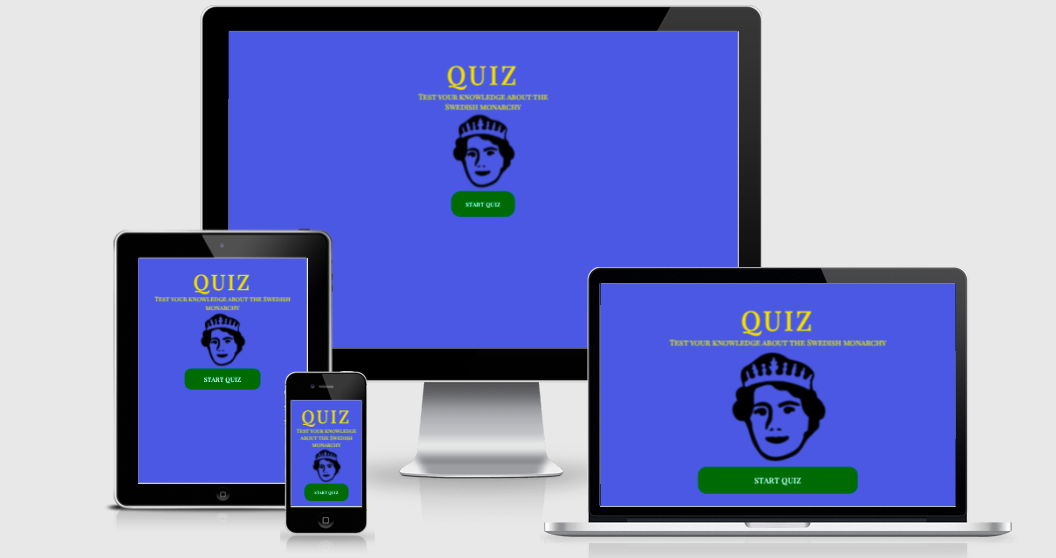 QUIZ
Test your knowledge about the
Swedish monarchy
START QUIZ
QUIZ
Test your knowledge about the Swedish
monarchy
START QUIZ
QUIZ
Test your knowledge
about the Swedish
monarchy
START QUIZ
QUIZ
Test your knowledge about the Swedish monarchy
START QUIZ